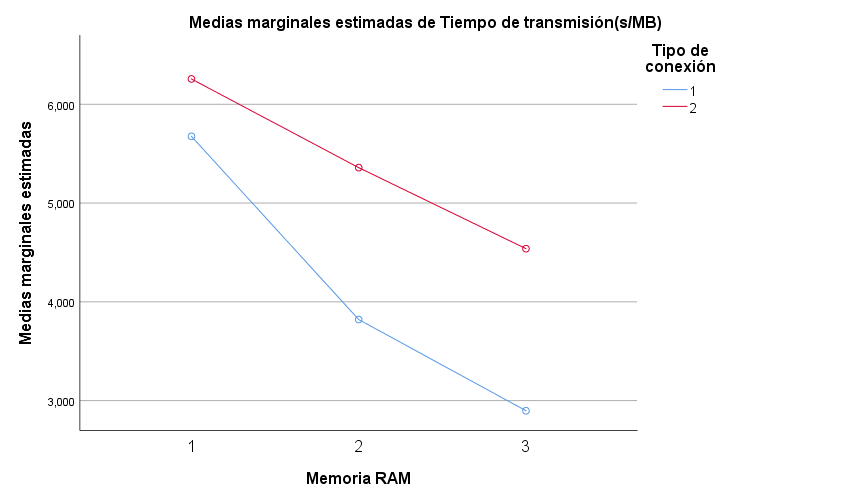 Medias marginales estimadas de Tiempo de transmisión(s/MB)
Tipo de
conexión
1
2
Medias marginales estimadas
6,000
5,000
4,000
3,000
1
2
3
Memoria RAM